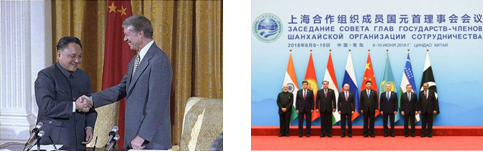 上海合作组织成员国元首理事会会议
ЗАСЕДАНИЕ СОВЕТА ГЛАВ ГОСУДАРСТВ-ЧЛЕНОВ
ШАНХАЙСКОЙ ОРГАНИЗАЦИИ СОТРУДНИЧЕСТВА